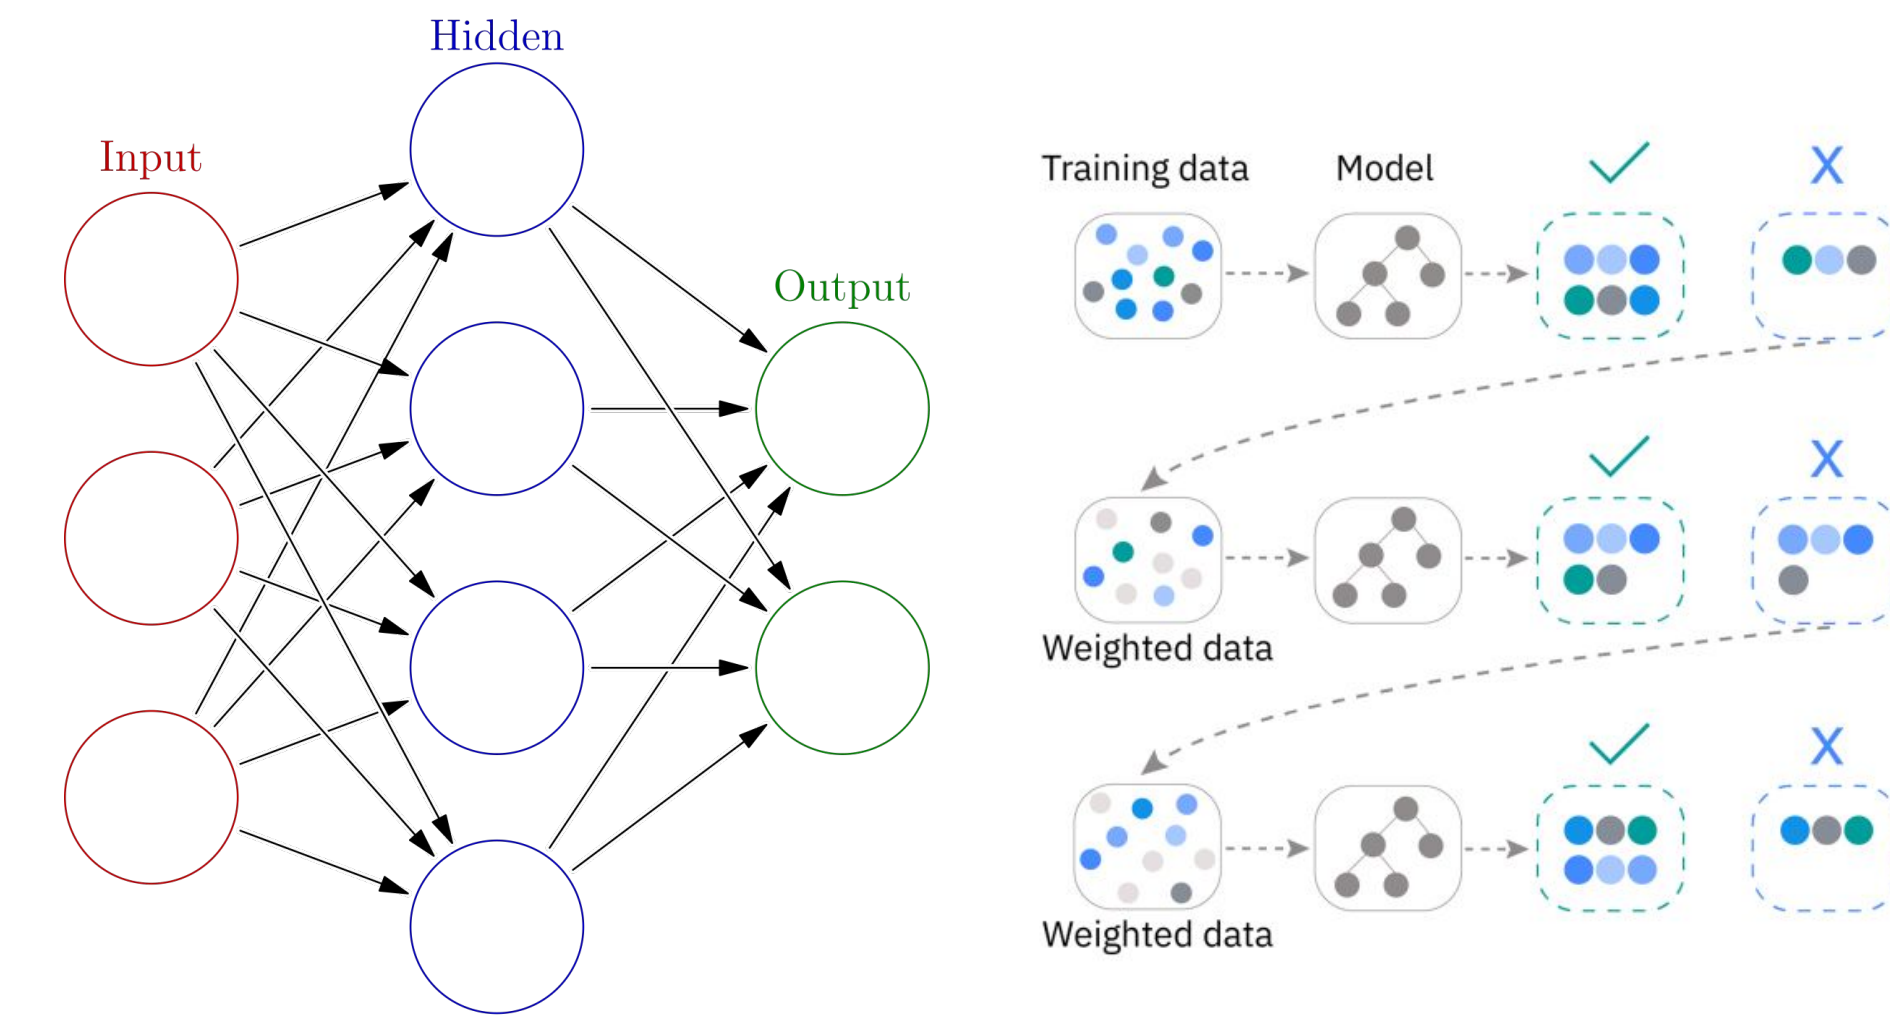 Hidden
Input
Output
Training data
Model
X
X
Weighted data
X
Weighted data